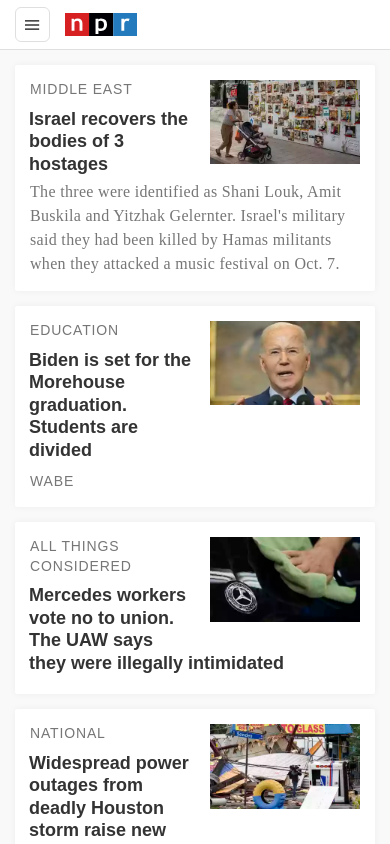 npr
MIDDLE EAST
Israel recovers the
bodies of 3
hostages
The three were identified as Shani Louk, Amit
Buskila and Yitzhak Gelernter. Israel's military
said they had been killed by Hamas militants
when they attacked a music festival on Oct. 7.
EDUCATION
Biden is set for the
Morehouse
graduation.
Students are
divided
WABE
ALL THINGS
CONSIDERED
Mercedes workers
vote no to union.
The UAW says
they were illegally intimidated
NATIONAL
TO GLASS
Widespread power
outages from
deadly Houston
storm raise new